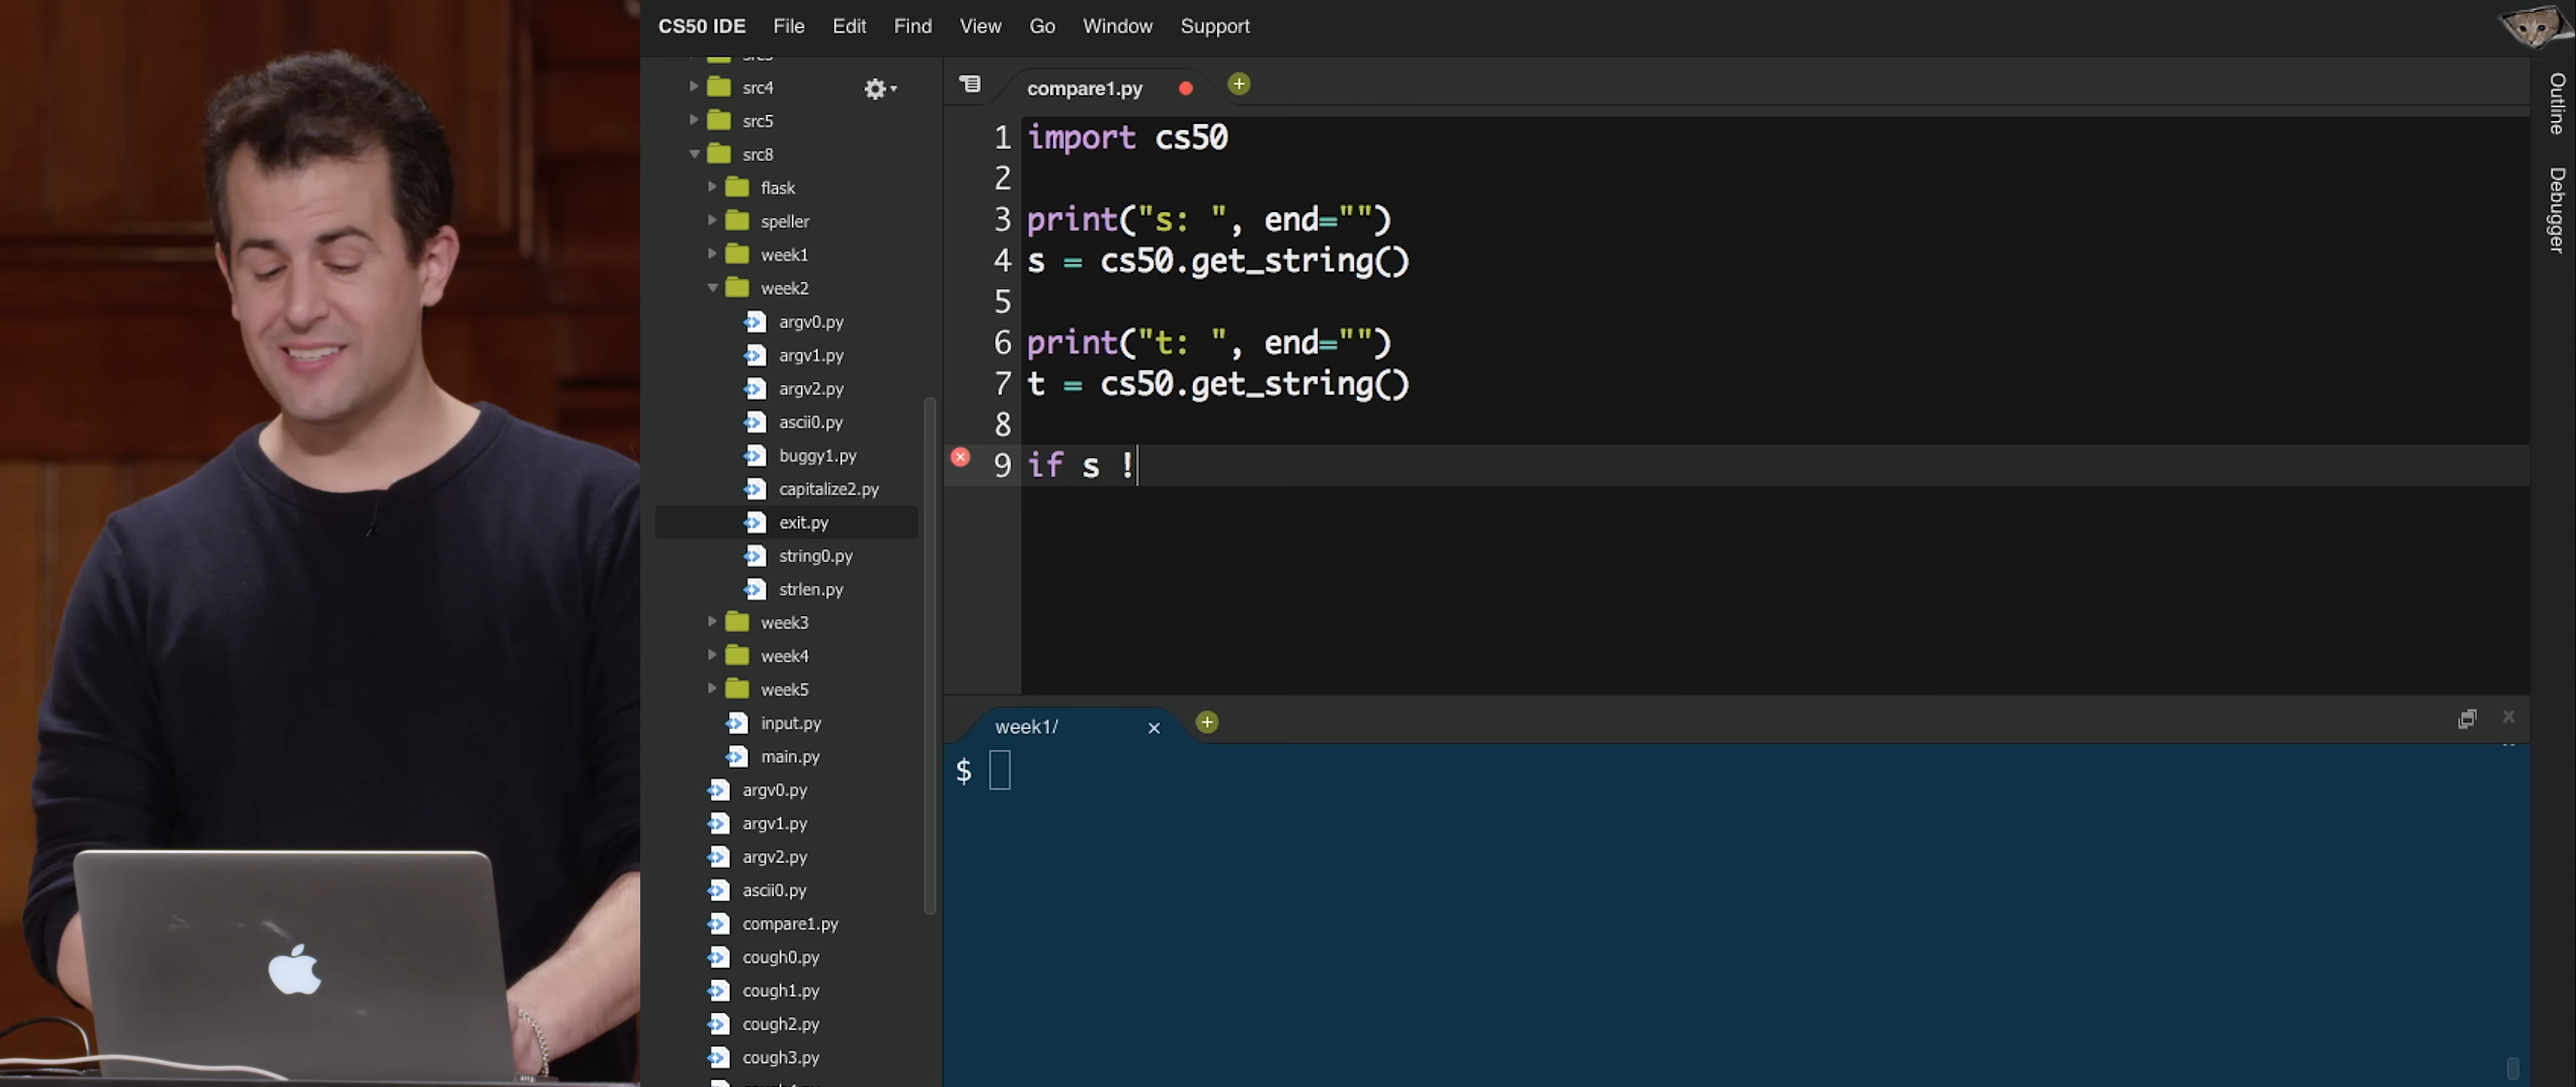 CS50 IDE File Edit Find View Go Window Support
src4
src5
src8
flask
speller
week1
week2
argv0.py
argv1.py
argv2.py
ascii0.py
buggy1.py
capitalize2.py
exit.py
string0.py
strlen.py
week3
week4
week5
input.py
main.py
argv0.py
argv1.py
argv2.py
ascii0.py
compare1.py
cough0.py
cough1.py
cough2.py
cough3.py
compare1.py
1 import cs50
2
3 print("s: ", end="")
4 s = cs50.get_string()
5
6 print("t: ", end="")
7 t = cs50.get_string()
8
9 if s !
week1/
$
Outline
Debugger